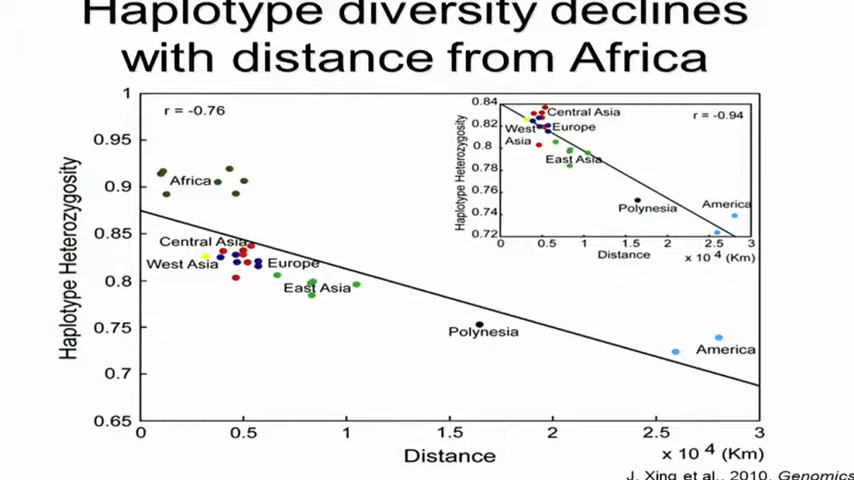 Haplotype diversity declines
with distance from Africa
r = -0.76
Africa
Central Asia
West Asia
Europe
East Asia
Polynesia
America
Haplotype Heterozygosity
1
0.95
0.9
0.85
0.8
0.75
0.7
0.65
0
0.5
1
1.5
2
2.5
3
x 10 4 (Km)
Distance
r = -0.94
Central Asia
West
Asia
Europe
East Asia
Polynesia
America
Haplotype Heterozygosity
0.84
0.82
0.8
0.78
0.76
0.74
0.72
0
0.5
1
1.5
2
2.5
3
Distance
x 10 4 (Km)
J. Xing et al., 2010, Genomics